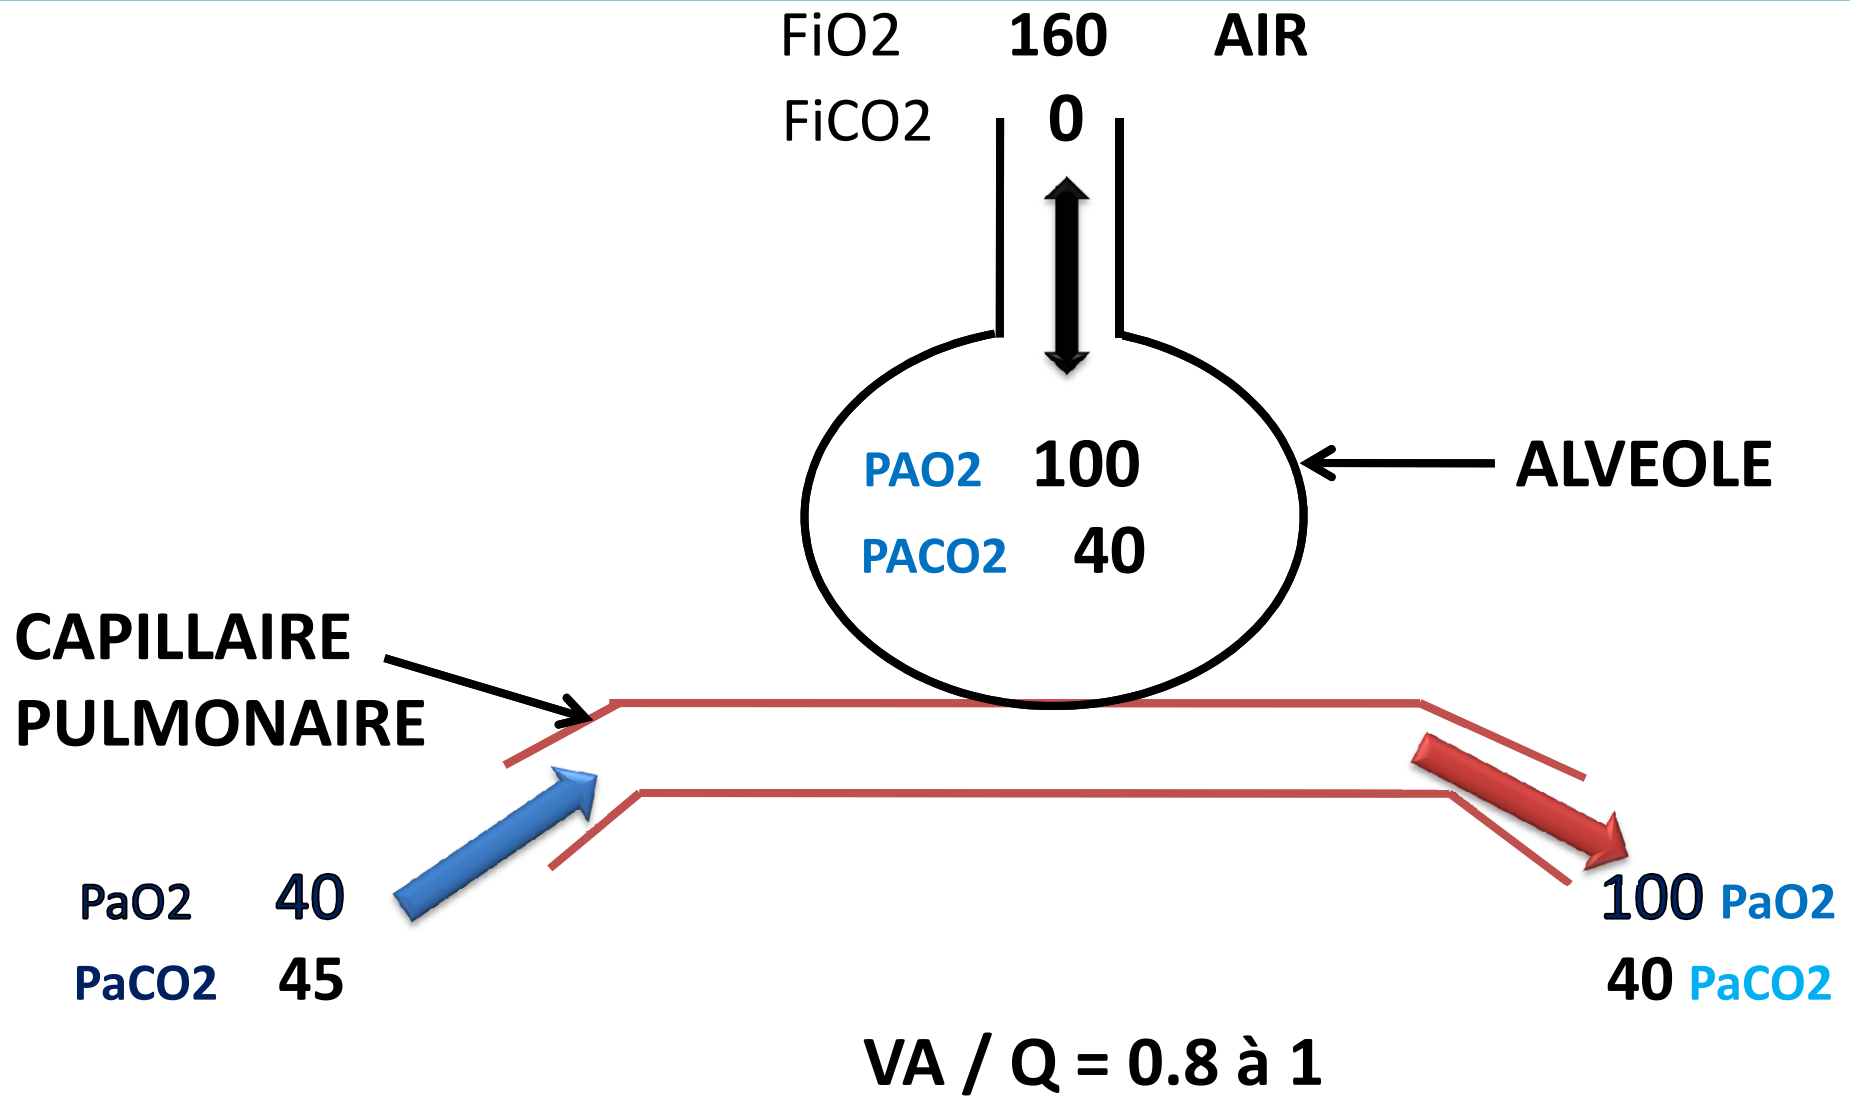 FiO2 160 AIR
FiCO2 0
PAO2 100
PACO2 40
ALVEOLE
CAPILLAIRE
PULMONAIRE
PaO2 40
PaCO2 45
100 PaO2
40 PaCO2
VA / Q = 0.8 à 1